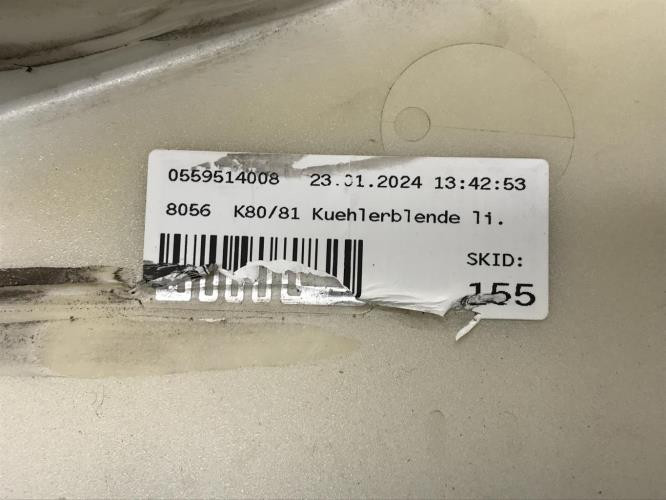 0559514008 23.01.2024 13:42:53
8056 K80/81 Kuehlerblende li.
SKID:
155